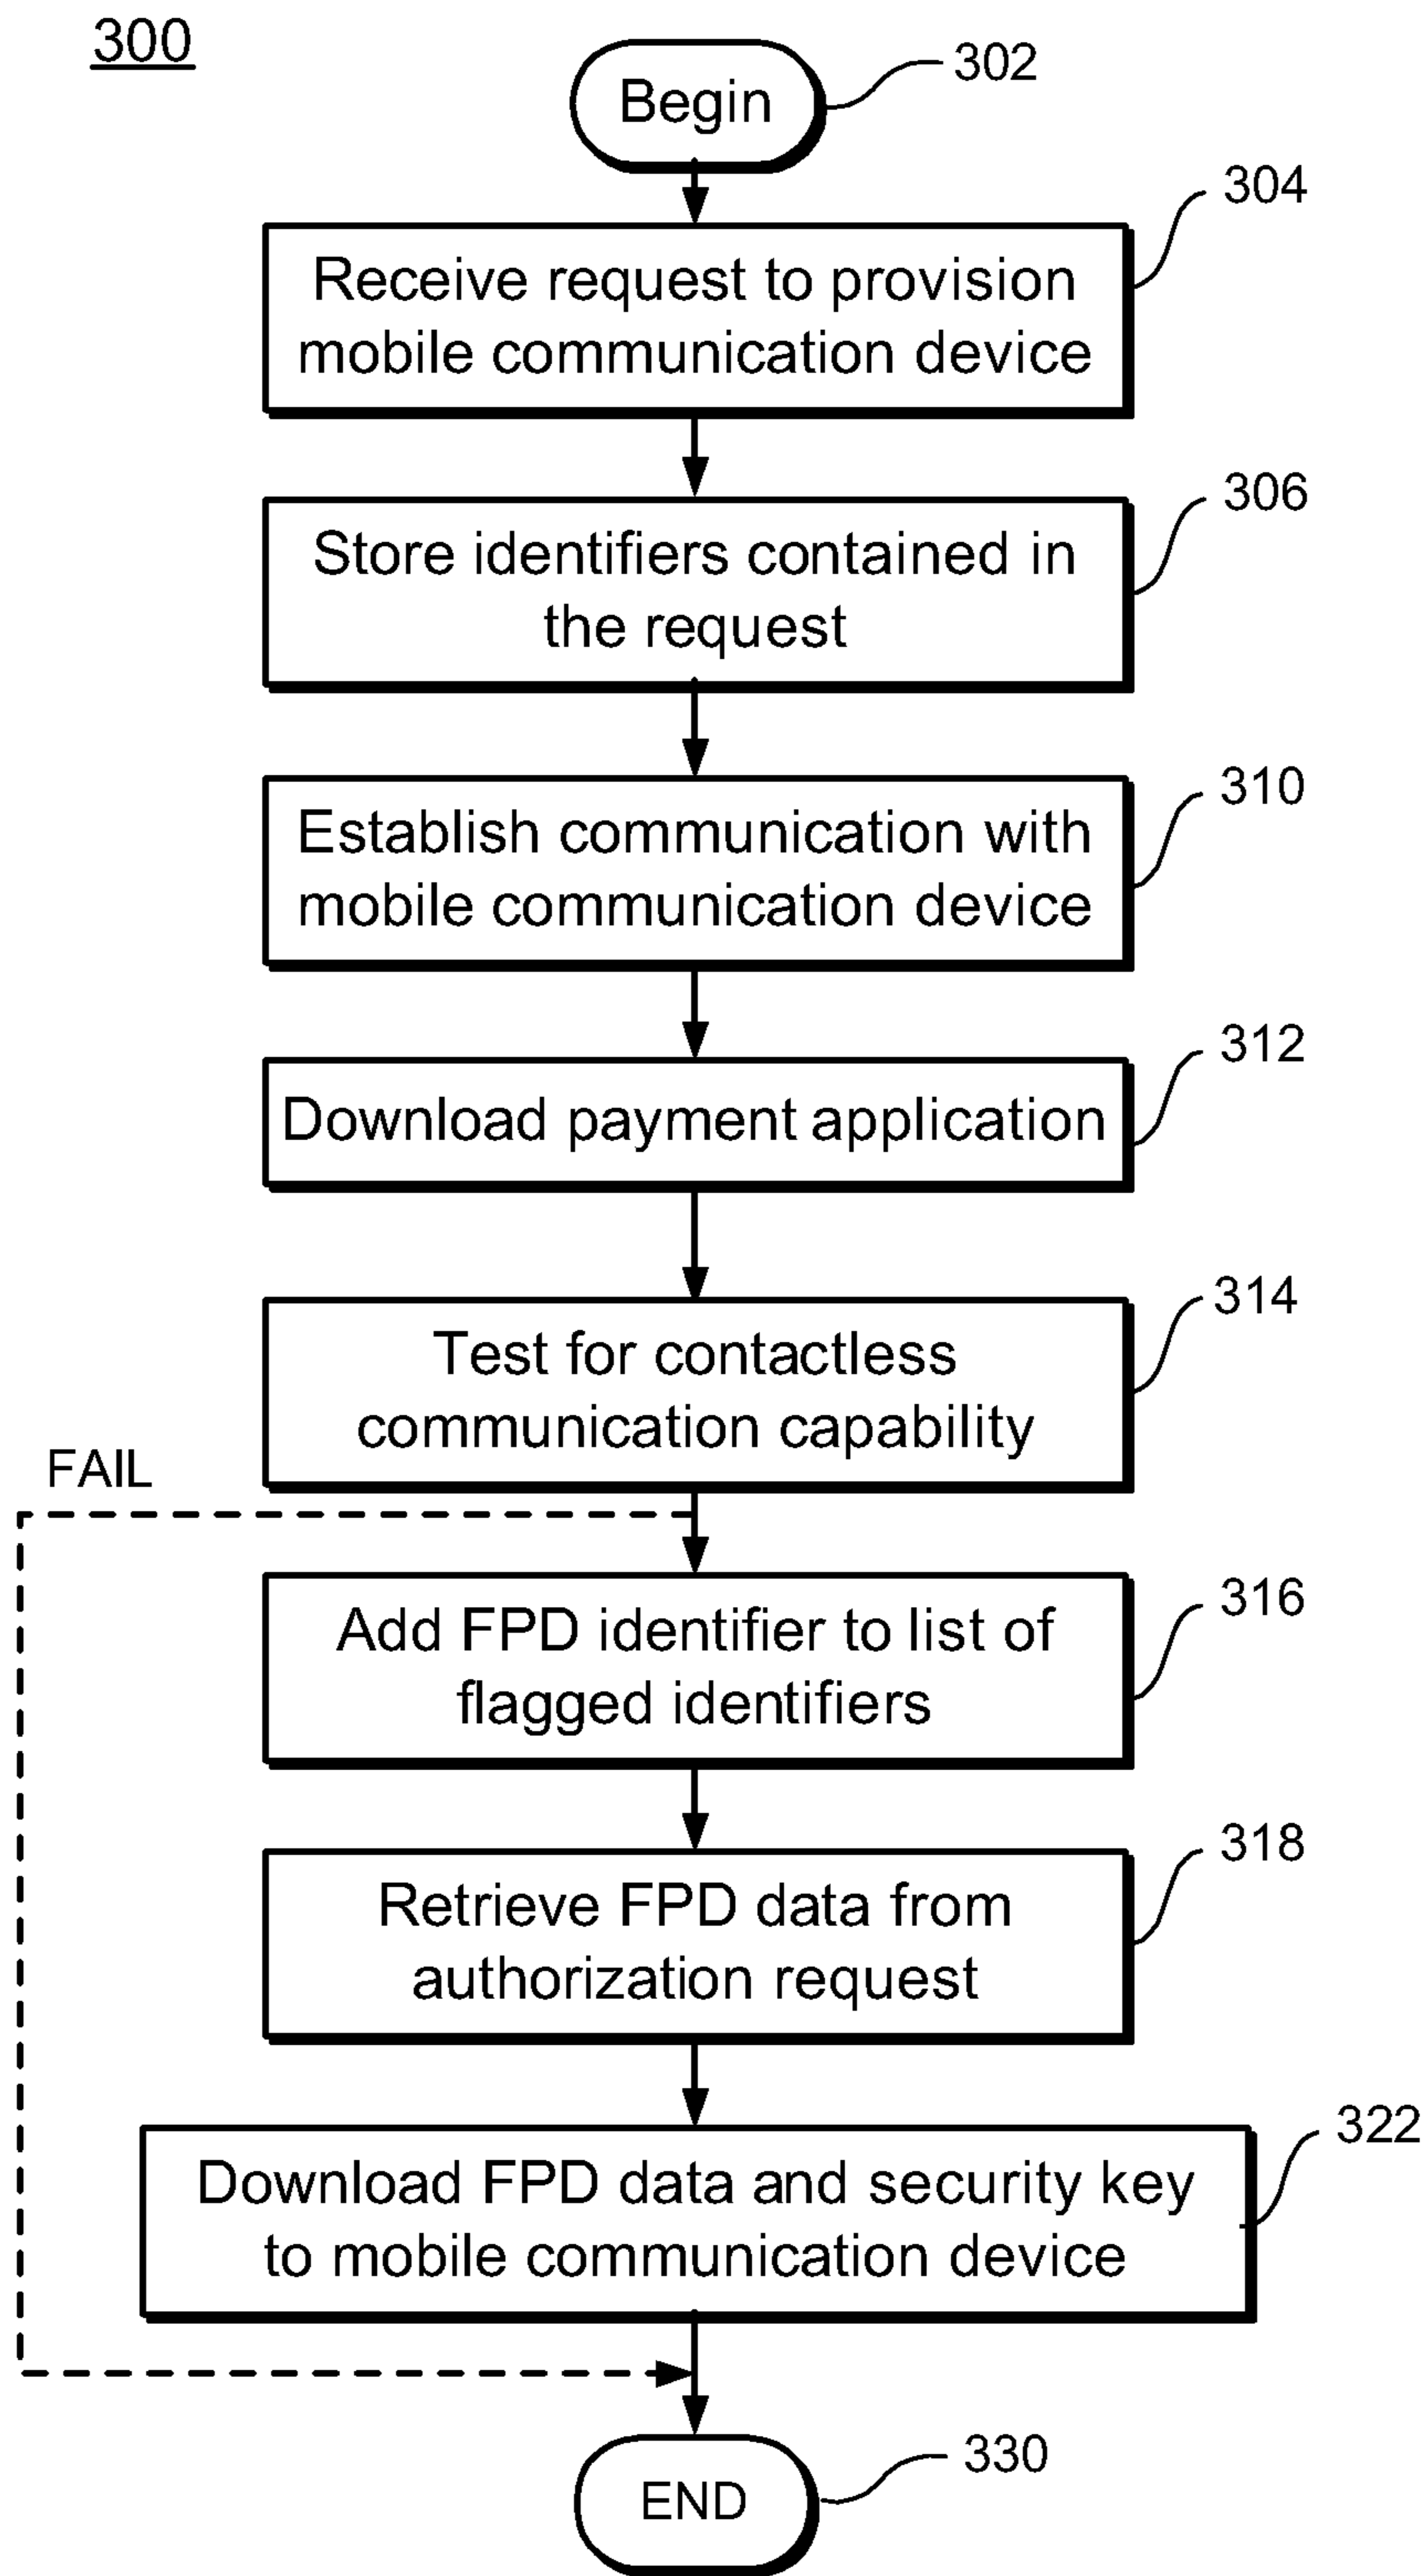 300
Begin
302
304
Receive request to provision
mobile communication device
306
Store identifiers contained in
the request
310
Establish communication with
mobile communication device
312
Download payment application
314
Test for contactless
communication capability
FAIL
316
Add FPD identifier to list of
flagged identifiers
318
Retrieve FPD data from
authorization request
322
Download FPD data and security key
to mobile communication device
330
END